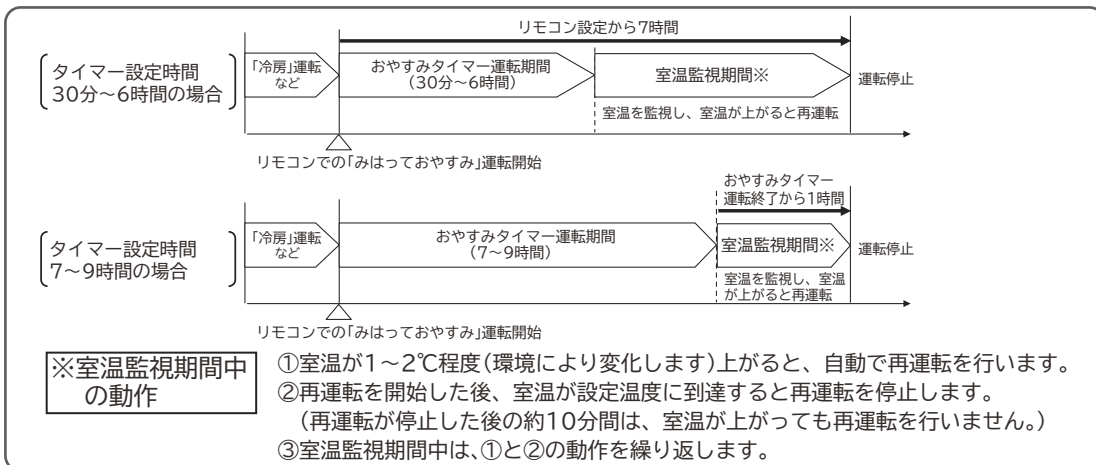 リモコン設定から7時間
タイマー設定時間
30分～6時間の場合
「冷房」運転
など
おやすみタイマー運転期間
(30分～6時間)
室温監視期間※
運転停止
室温を監視し、室温が上がると再運転
リモコンでの「みはっておやすみ」運転開始
おやすみタイマー
運転終了から1時間
タイマー設定時間
7～9時間の場合
「冷房」運転
など
おやすみタイマー運転期間
(7～9時間)
室温監視期間※
運転停止
室温を監視し、室温
が上がると再運転
リモコンでの「みはっておやすみ」運転開始
※室温監視期間中
の動作
①室温が1～2℃程度(環境により変化します)上がると、自動で再運転を行います。
②再運転を開始した後、室温が設定温度に到達すると再運転を停止します。
(再運転が停止した後の約10分間は、室温が上がっても再運転を行いません。)
③室温監視期間中は、①と②の動作を繰り返します。